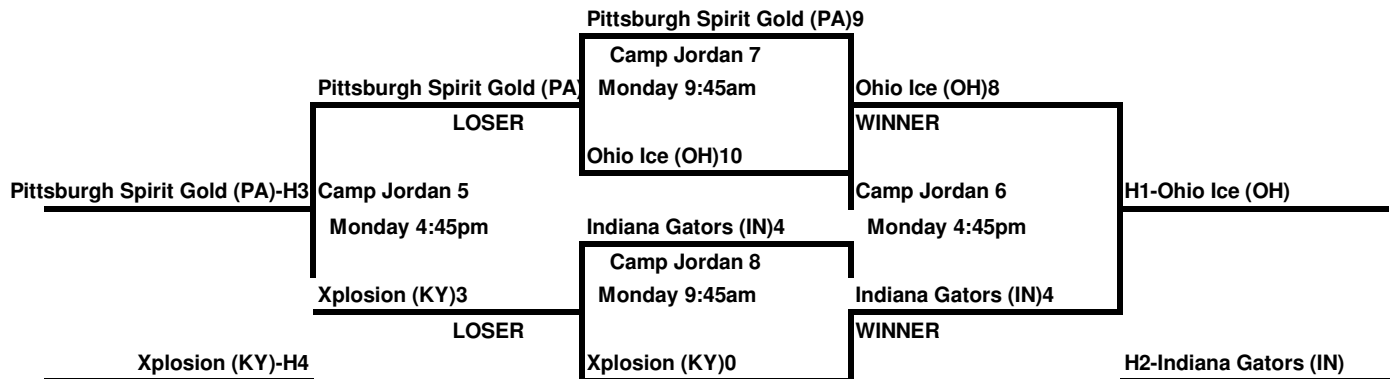 Pittsburgh Spirit Gold (PA)9
Camp Jordan 7
Pittsburgh Spirit Gold (PA)
Monday 9:45am
Ohio Ice (OH)8
LOSER
WINNER
Ohio Ice (OH)10
Pittsburgh Spirit Gold (PA)-H3
Camp Jordan 5
Camp Jordan 6
H1-Ohio Ice (OH)
Monday 4:45pm
Indiana Gators (IN)4
Monday 4:45pm
Camp Jordan 8
Xplosion (KY)3
Monday 9:45am
Indiana Gators (IN)4
LOSER
WINNER
Xplosion (KY)-H4
Xplosion (KY)0
H2-Indiana Gators (IN)